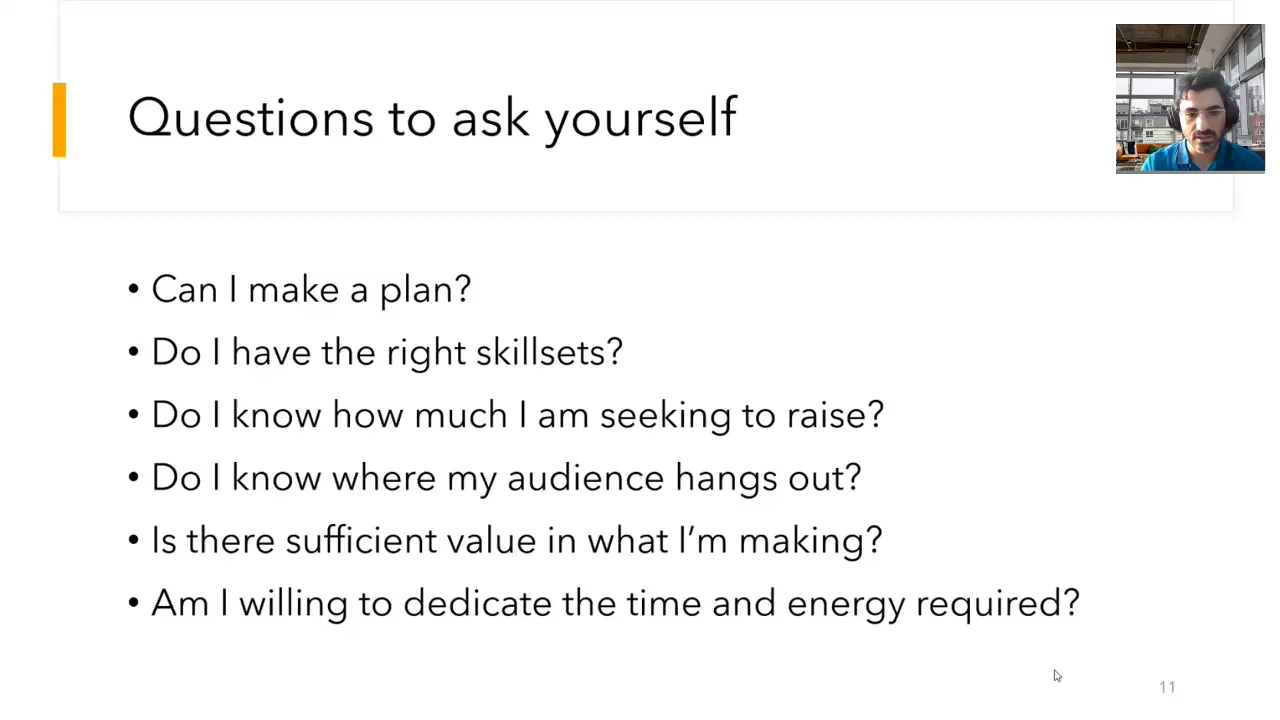 Questions to ask yourself
• Can I make a plan?
• Do I have the right skillsets?
• Do I know how much I am seeking to raise?
• Do I know where my audience hangs out?
• Is there sufficient value in what I’m making?
• Am I willing to dedicate the time and energy required?
11